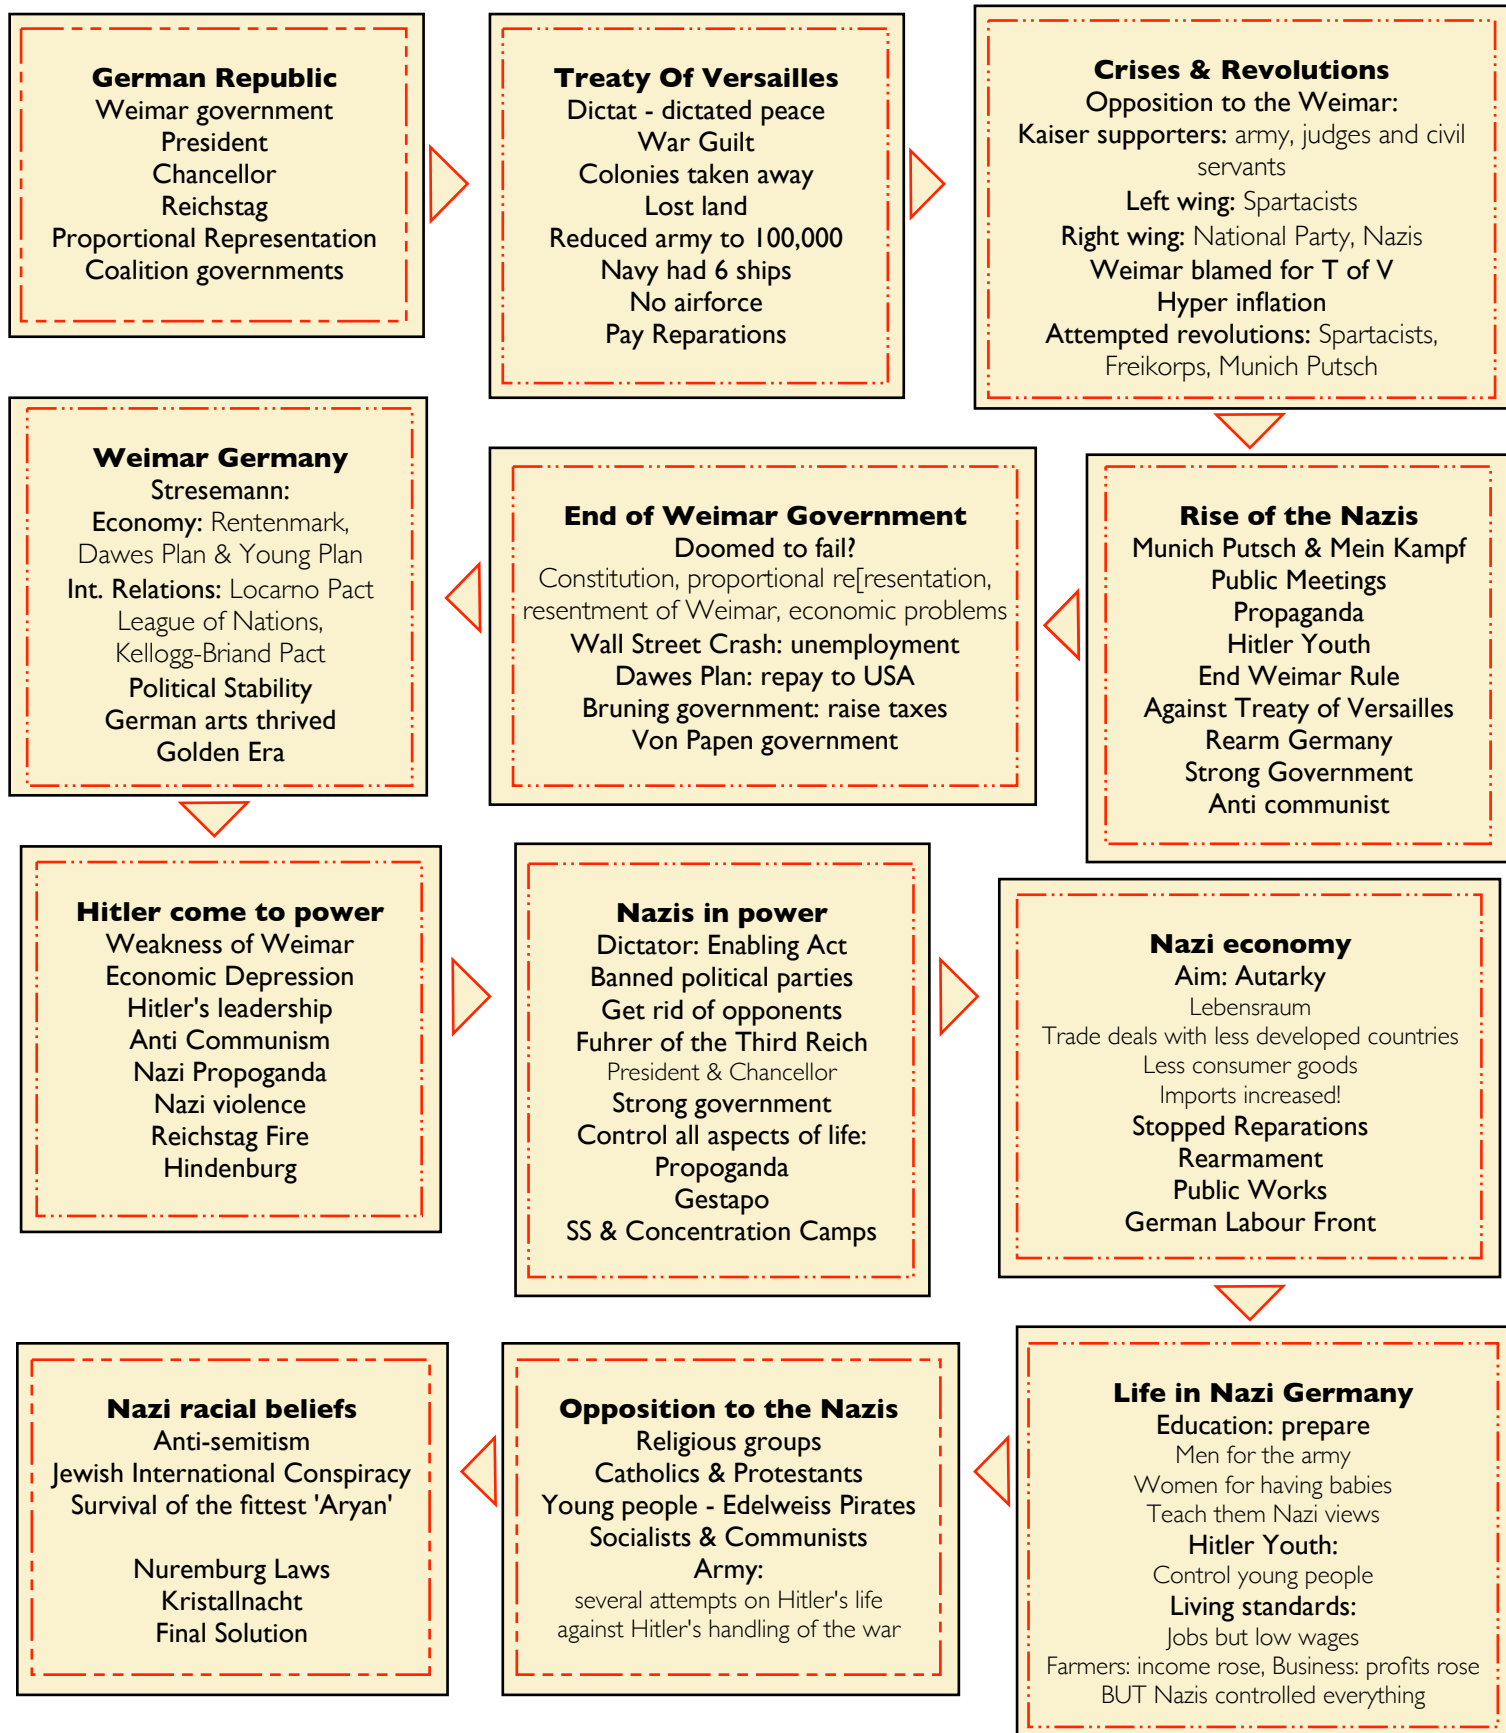 German Republic
Weimar government
President
Chancellor
Reichstag
Proportional Representation
Coalition governments
Treaty Of Versailles
Dictat - dictated peace
War Guilt
Colonies taken away
Lost land
Reduced army to 100,000
Navy had 6 ships
No airforce
Pay Reparations
Crises & Revolutions
Opposition to the Weimar:
Kaiser supporters: army, judges and civil
servants
Left wing: Spartacists
Right wing: National Party, Nazis
Weimar blamed for T of V
Hyper inflation
Attempted revolutions: Spartacists,
Freikorps, Munich Putsch
Rise of the Nazis
Munich Putsch & Mein Kampf
Public Meetings
Propaganda
Hitler Youth
End Weimar Rule
Against Treaty of Versailles
Rearm Germany
Strong Government
Anti communist
End of Weimar Government
Doomed to fail?
Constitution, proportional re[resentation,
resentment of Weimar, economic problems
Wall Street Crash: unemployment
Dawes Plan: repay to USA
Bruning government: raise taxes
Von Papen government
Weimar Germany
Stresemann:
Economy: Rentenmark,
Dawes Plan & Young Plan
Int. Relations: Locarno Pact
League of Nations,
Kellogg-Briand Pact
Political Stability
German arts thrived
Golden Era
Hitler come to power
Weakness of Weimar
Economic Depression
Hitler's leadership
Anti Communism
Nazi Propoganda
Nazi violence
Reichstag Fire
Hindenburg
Nazis in power
Dictator: Enabling Act
Banned political parties
Get rid of opponents
Fuhrer of the Third Reich
President & Chancellor
Strong government
Control all aspects of life:
Propoganda
Gestapo
SS & Concentration Camps
Nazi economy
Aim: Autarky
Lebensraum
Trade deals with less developed countries
Less consumer goods
Imports increased!
Stopped Reparations
Rearmament
Public Works
German Labour Front
Life in Nazi Germany
Education: prepare
Men for the army
Women for having babies
Teach them Nazi views
Hitler Youth:
Control young people
Living standards:
Jobs but low wages
Farmers: income rose, Business: profits rose
BUT Nazis controlled everything
Opposition to the Nazis
Religious groups
Catholics & Protestants
Young people - Edelweiss Pirates
Socialists & Communists
Army:
several attempts on Hitler's life
against Hitler's handling of the war
Nazi racial beliefs
Anti-semitism
Jewish International Conspiracy
Survival of the fittest 'Aryan'
Nuremburg Laws
Kristallnacht
Final Solution